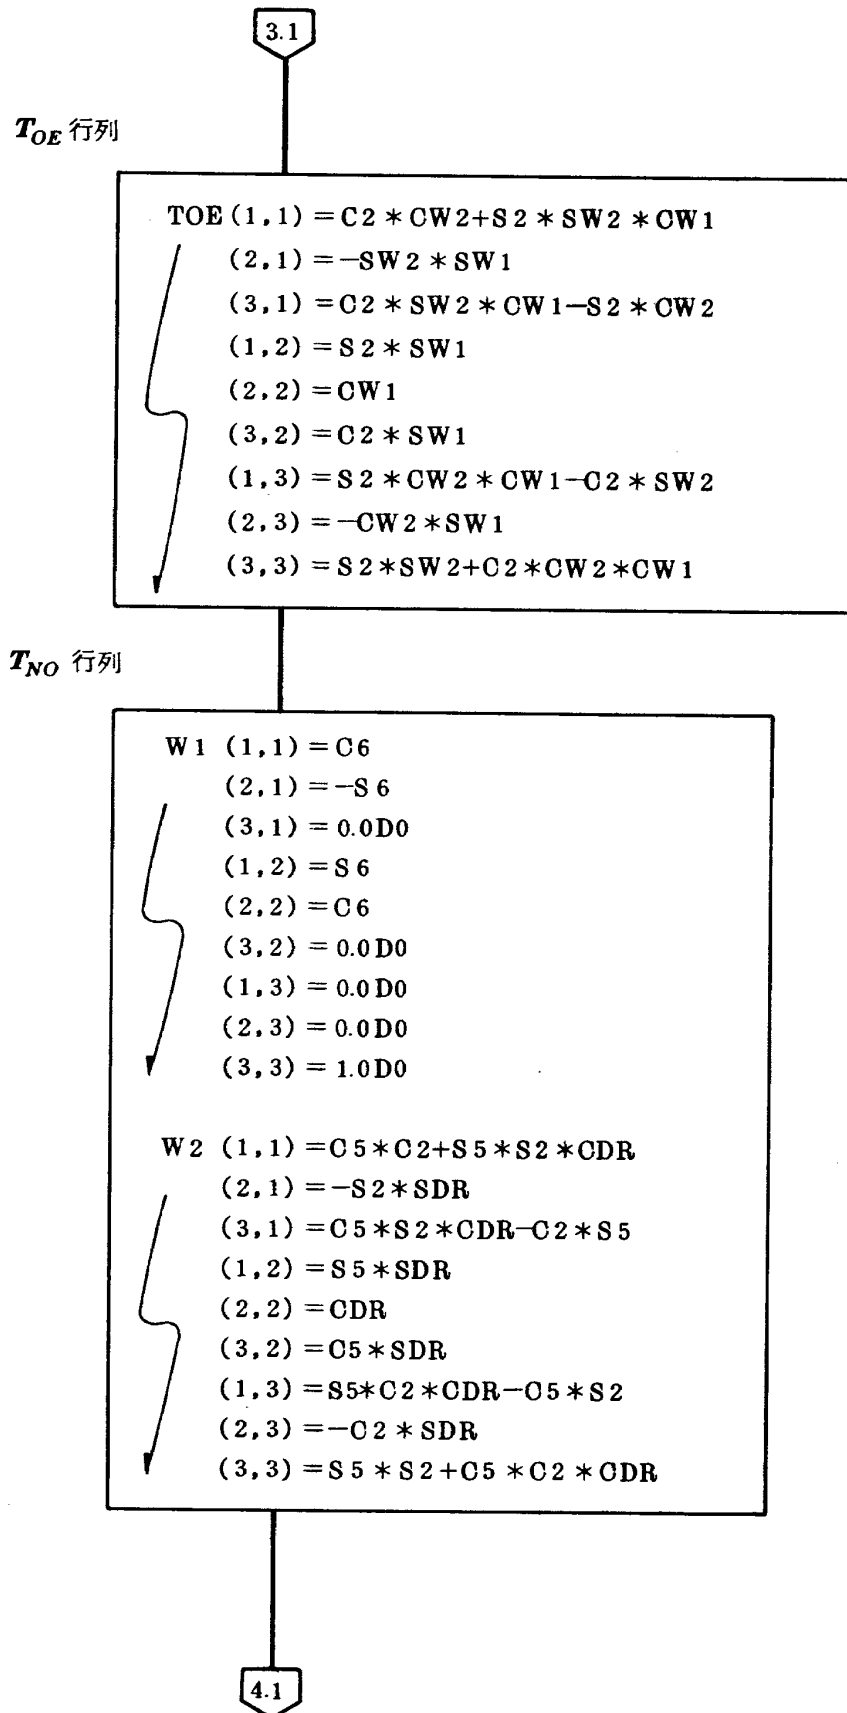 3.1
T_OE 行列
TOE (1,1) = C2 * CW2+S2 * SW2 * CW1
(2,1) = -SW2 * SW1
(3,1) = C2 * SW2 * CW1-S2 * CW2
(1,2) = S2 * SW1
(2,2) = CW1
(3,2) = C2 * SW1
(1,3) = S2 * CW2 * CW1-C2 * SW2
(2,3) = -CW2 * SW1
(3,3) = S2 * SW2+C2 * CW2 * CW1
T_NO 行列
W1 (1,1) = C6
(2,1) = -S6
(3,1) = 0.0D0
(1,2) = S6
(2,2) = C6
(3,2) = 0.0D0
(1,3) = 0.0D0
(2,3) = 0.0D0
(3,3) = 1.0D0
W2 (1,1) = C5 * C2+S5 * S2 * CDR
(2,1) = -S2 * SDR
(3,1) = C5 * S2 * CDR-C2 * S5
(1,2) = S5 * SDR
(2,2) = CDR
(3,2) = C5 * SDR
(1,3) = S5 * C2 * CDR-C5 * S2
(2,3) = -C2 * SDR
(3,3) = S5 * S2+C5 * C2 * CDR
4.1